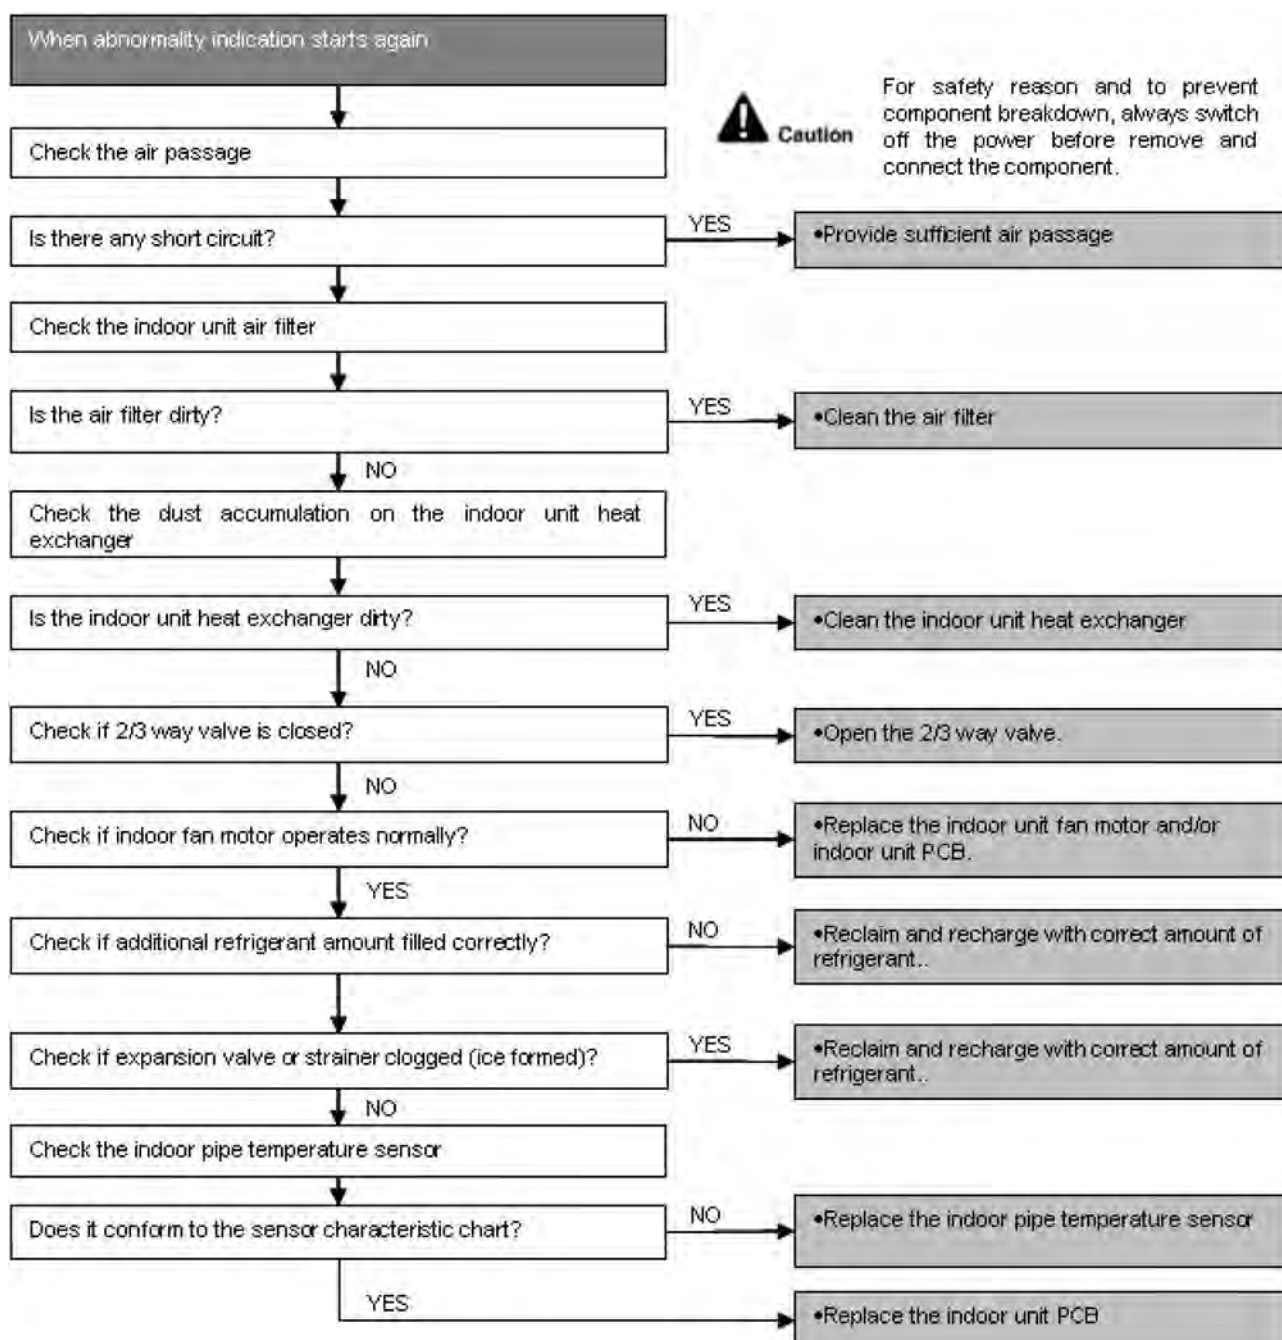 When abnormality indication starts again
For safety reason and to prevent
component breakdown, always switch
off the power before remove and
connect the component.
Caution
Check the air passage
Is there any short circuit?
YES
•Provide sufficient air passage
Check the indoor unit air filter
Is the air filter dirty?
YES
•Clean the air filter
NO
Check the dust accumulation on the indoor unit heat
exchanger
Is the indoor unit heat exchanger dirty?
YES
•Clean the indoor unit heat exchanger
NO
Check if 2/3 way valve is closed?
YES
•Open the 2/3 way valve.
NO
Check if indoor fan motor operates normally?
NO
•Replace the indoor unit fan motor and/or
indoor unit PCB.
YES
Check if additional refrigerant amount filled correctly?
NO
•Reclaim and recharge with correct amount of
refrigerant..
Check if expansion valve or strainer clogged (ice formed)?
YES
•Reclaim and recharge with correct amount of
refrigerant..
NO
Check the indoor pipe temperature sensor
Does it conform to the sensor characteristic chart?
NO
•Replace the indoor pipe temperature sensor
YES
•Replace the indoor unit PCB